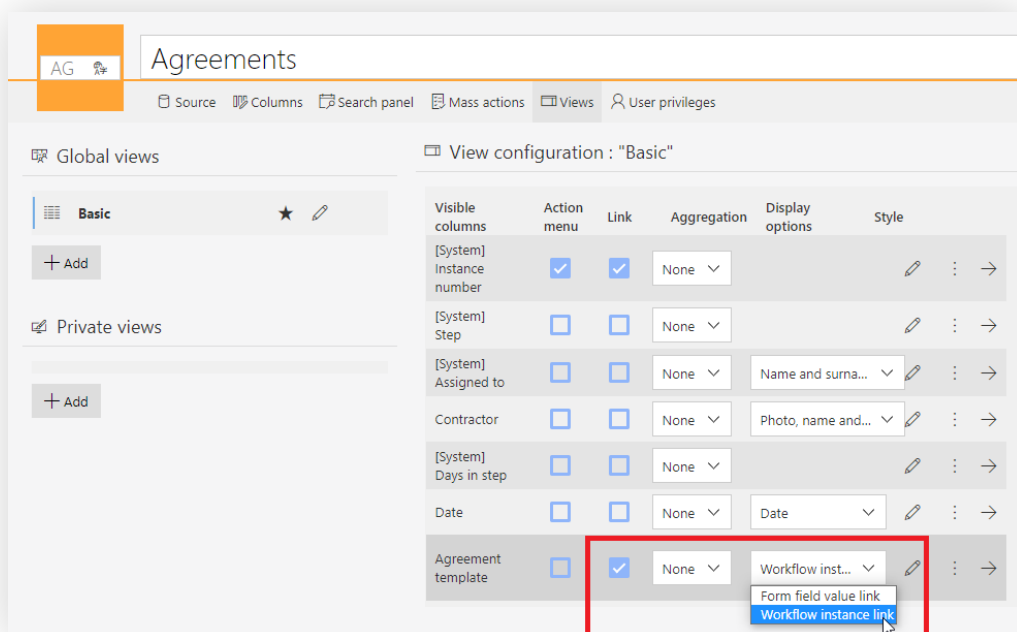 AG
Agreements
Source Columns Search panel Mass actions Views User privileges
Global views
Basic
Add
Private views
Add
View configuration : "Basic"
Visible columns Action menu Link Aggregation Display options Style
[System] Instance number None
[System] Step None
[System] Assigned to None Name and surna...
Contractor None Photo, name and...
[System] Days in step None
Date None Date
Agreement template None Workflow inst...
Form field value link
Workflow instance link